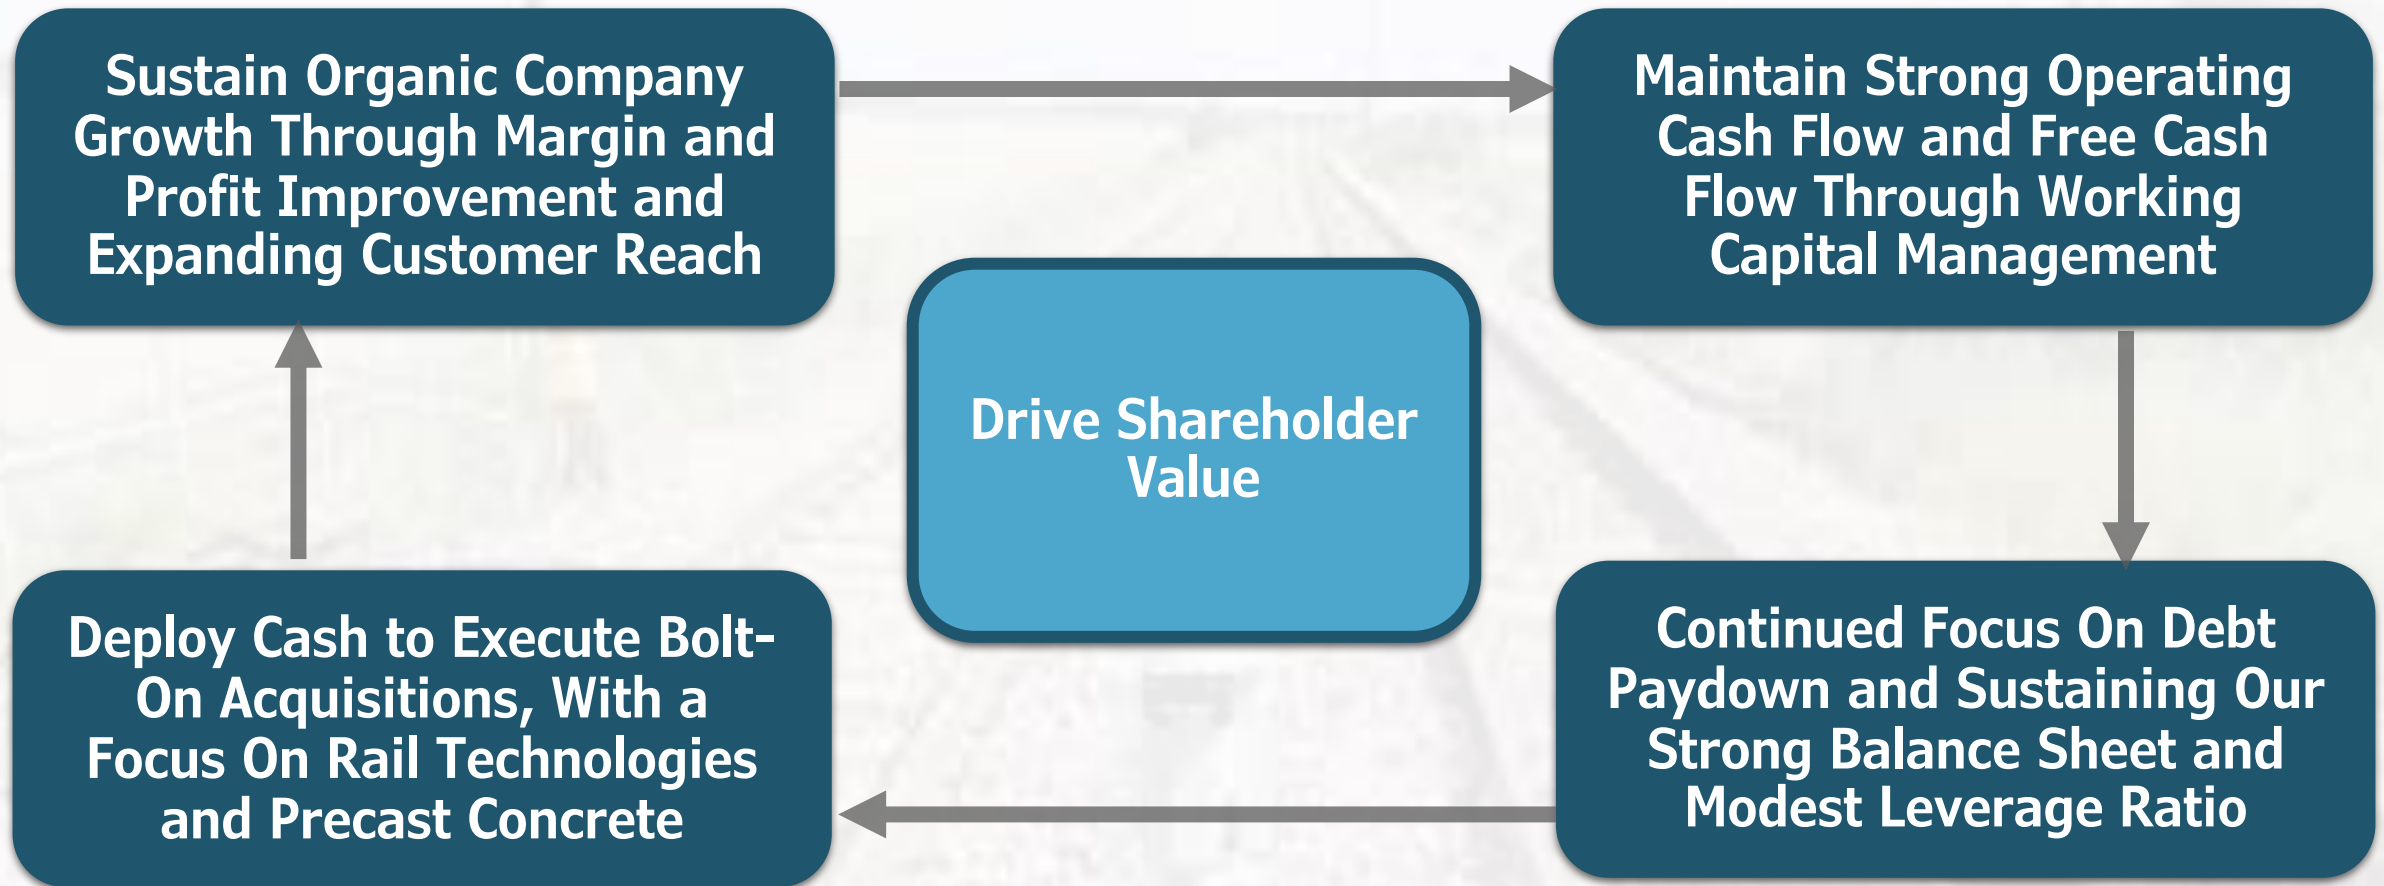 Sustain Organic Company
Growth Through Margin and
Profit Improvement and
Expanding Customer Reach
Maintain Strong Operating
Cash Flow and Free Cash
Flow Through Working
Capital Management
Drive Shareholder
Value
Deploy Cash to Execute Bolt-
On Acquisitions, With a
Focus On Rail Technologies
and Precast Concrete
Continued Focus On Debt
Paydown and Sustaining Our
Strong Balance Sheet and
Modest Leverage Ratio